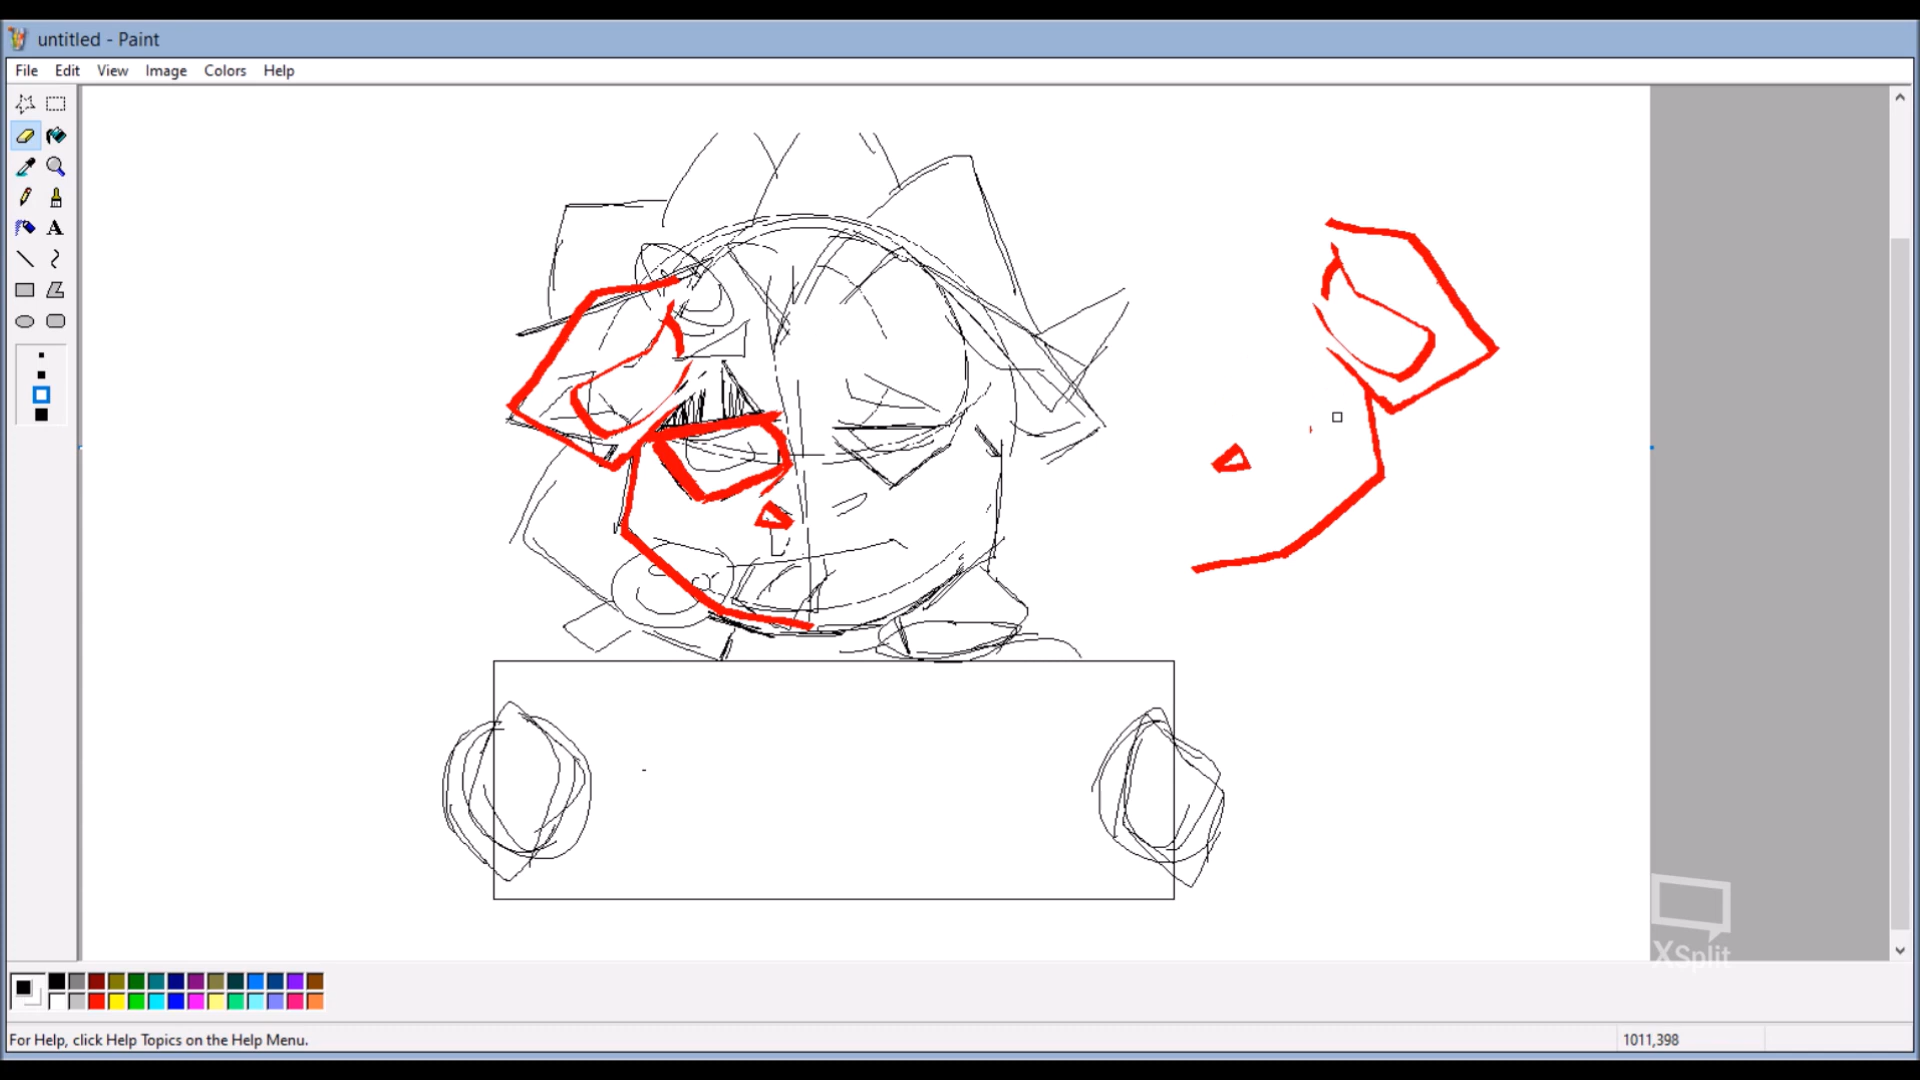 untitled - Paint
File Edit View Image Colors Help
A
XSplit
For Help, click Help Topics on the Help Menu.
1011,398